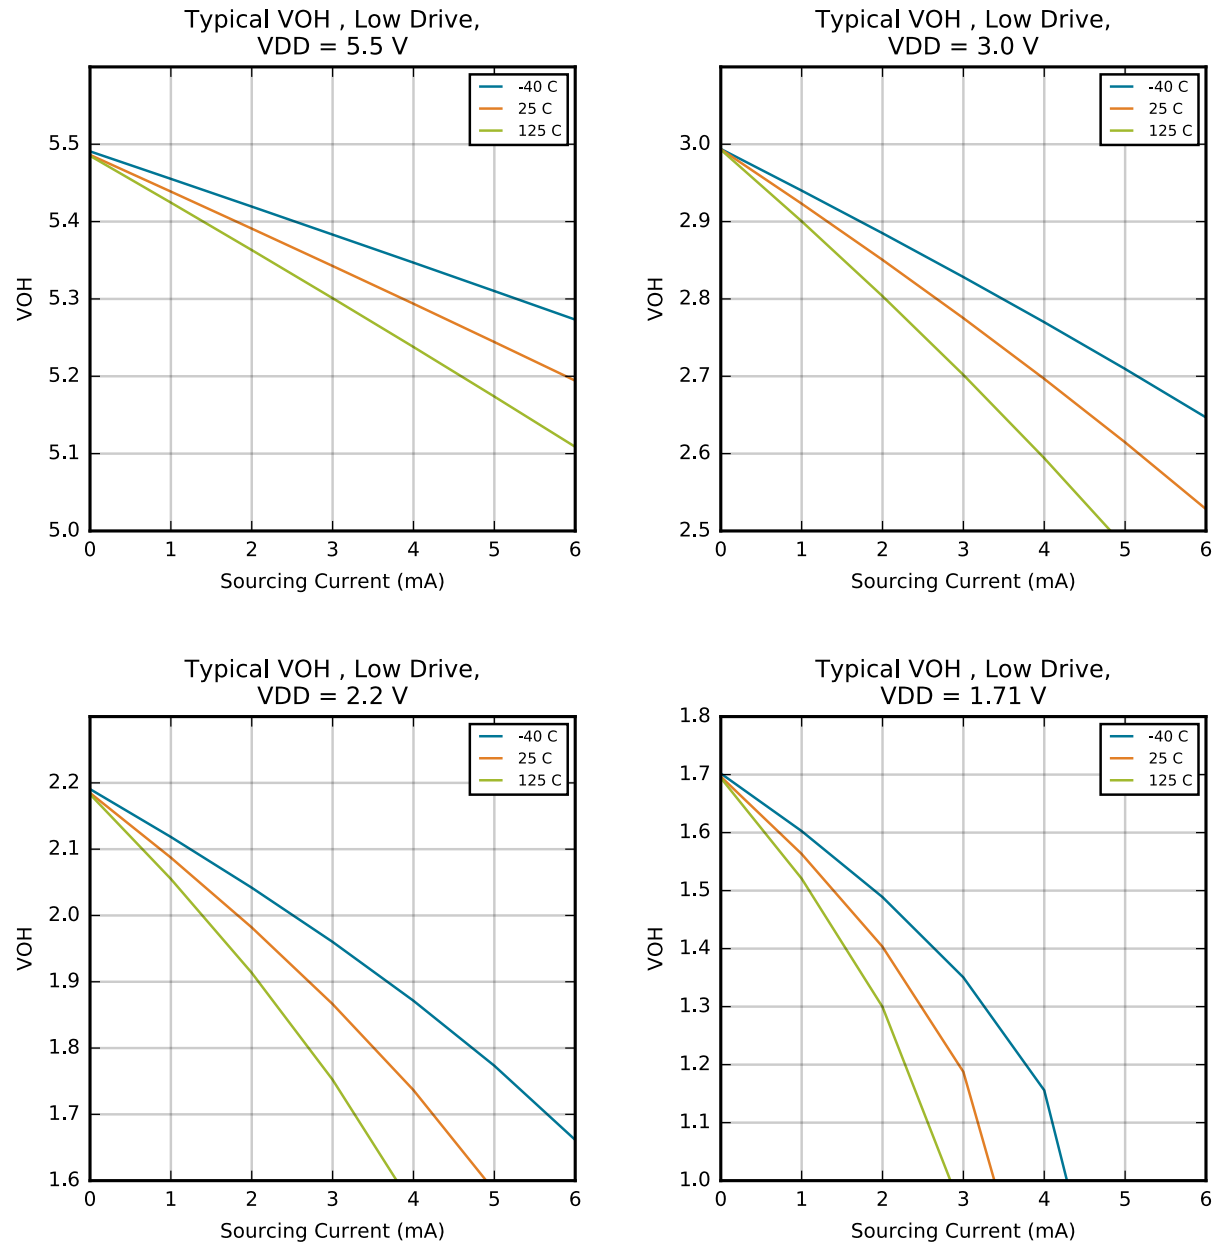 Typical VOH , Low Drive,
VDD = 5.5 V
-40 C
25 C
125 C
5.5
5.4
5.3
5.2
5.1
5.0
VOH
0 1 2 3 4 5 6
Sourcing Current (mA)
Typical VOH , Low Drive,
VDD = 3.0 V
-40 C
25 C
125 C
3.0
2.9
2.8
2.7
2.6
2.5
VOH
0 1 2 3 4 5 6
Sourcing Current (mA)
Typical VOH , Low Drive,
VDD = 2.2 V
-40 C
25 C
125 C
2.2
2.1
2.0
1.9
1.8
1.7
1.6
VOH
0 1 2 3 4 5 6
Sourcing Current (mA)
Typical VOH , Low Drive,
VDD = 1.71 V
-40 C
25 C
125 C
1.8
1.7
1.6
1.5
1.4
1.3
1.2
1.1
1.0
VOH
0 1 2 3 4 5 6
Sourcing Current (mA)